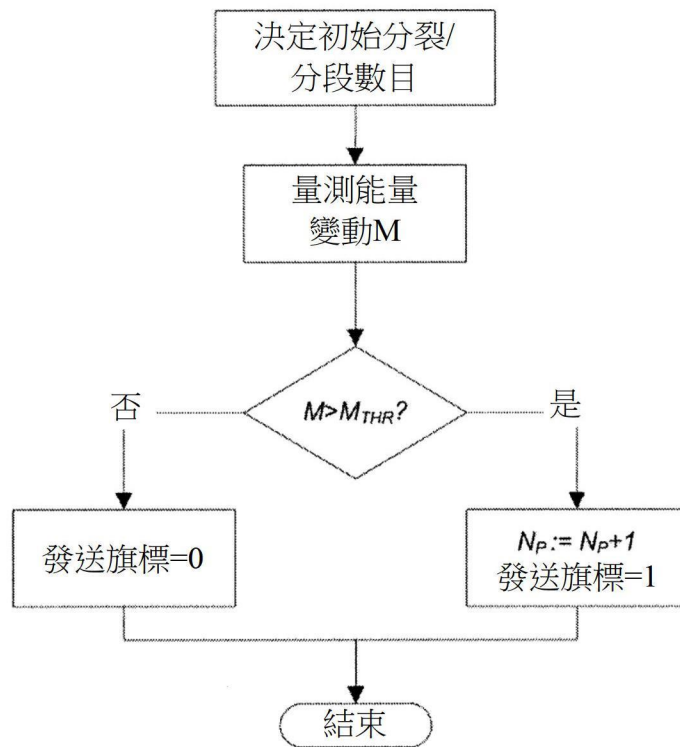 決定初始分裂/
分段數目
量測能量
變動M
M>M_THR?
否
是
發送旗標=0
N_P := N_P+1
發送旗標=1
結束